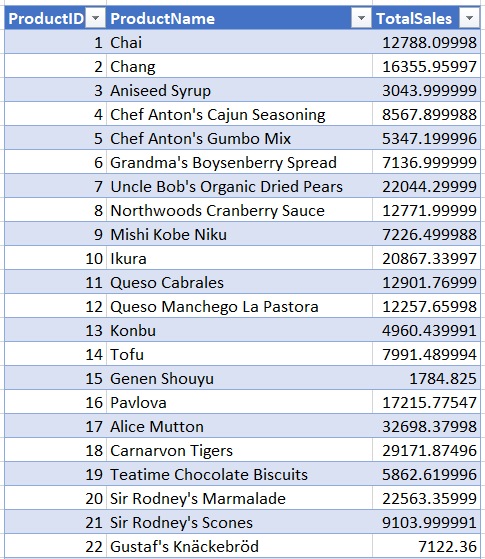 ProductID ProductName TotalSales
1 Chai 12788.09998
2 Chang 16355.95997
3 Aniseed Syrup 3043.999999
4 Chef Anton's Cajun Seasoning 8567.899988
5 Chef Anton's Gumbo Mix 5347.199996
6 Grandma's Boysenberry Spread 7136.999999
7 Uncle Bob's Organic Dried Pears 22044.29999
8 Northwoods Cranberry Sauce 12771.99999
9 Mishi Kobe Niku 7226.499988
10 Ikura 20867.33997
11 Queso Cabrales 12901.76999
12 Queso Manchego La Pastora 12257.65998
13 Konbu 4960.439991
14 Tofu 7991.489994
15 Genen Shouyu 1784.825
16 Pavlova 17215.77547
17 Alice Mutton 32698.37998
18 Carnarvon Tigers 29171.87496
19 Teatime Chocolate Biscuits 5862.619996
20 Sir Rodney's Marmalade 22563.35999
21 Sir Rodney's Scones 9103.999991
22 Gustaf's Knäckebröd 7122.36